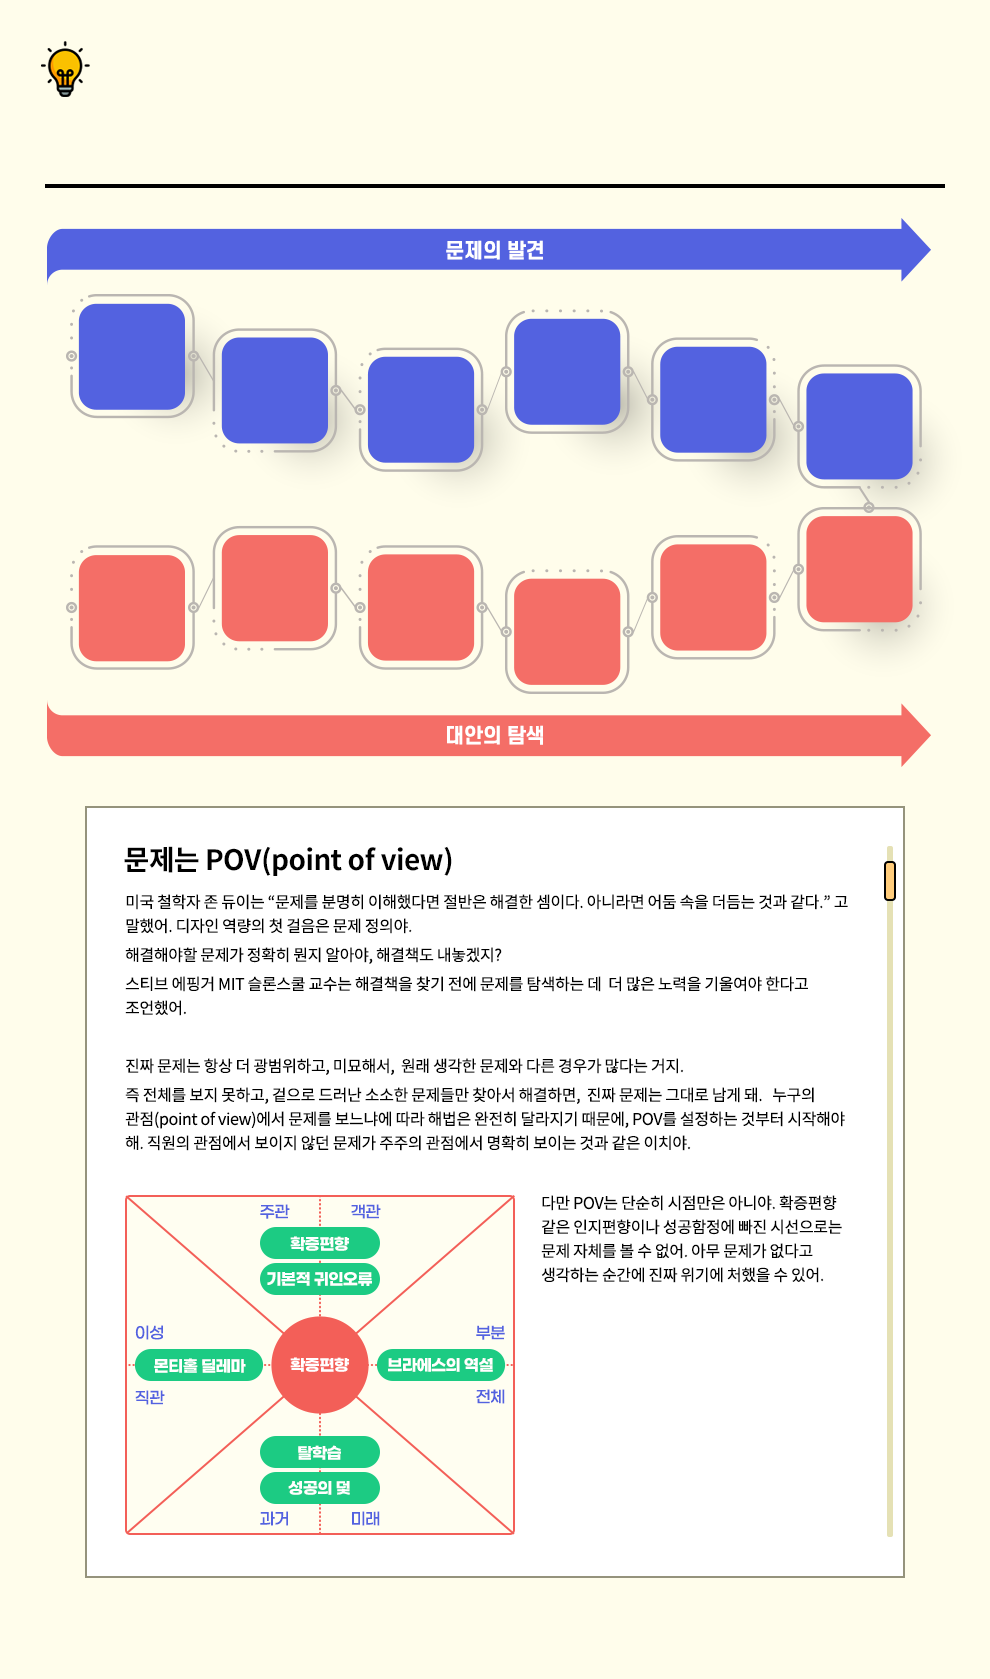 문제의 발견
대안의 탐색
문제는 POV(point of view)
미국 철학자 존 듀이는 “문제를 분명히 이해했다면 절반은 해결한 셈이다. 아니라면 어둠 속을 더듬는 것과 같다.” 고
말했어. 디자인 역량의 첫 걸음은 문제 정의야.
해결해야할 문제가 정확히 뭔지 알아야, 해결책도 내놓겠지?
스티브 에핑거 MIT 슬론스쿨 교수는 해결책을 찾기 전에 문제를 탐색하는 데 더 많은 노력을 기울여야 한다고
조언했어.
진짜 문제는 항상 더 광범위하고, 미묘해서, 원래 생각한 문제와 다른 경우가 많다는 거지.
즉 전체를 보지 못하고, 겉으로 드러난 소소한 문제들만 찾아서 해결하면, 진짜 문제는 그대로 남게 돼. 누구의
관점(point of view)에서 문제를 보느냐에 따라 해법은 완전히 달라지기 때문에, POV를 설정하는 것부터 시작해야
해. 직원의 관점에서 보이지 않던 문제가 주주의 관점에서 명확히 보이는 것과 같은 이치야.
주관 객관
확증편향
기본적 귀인오류
이성 부분
몬티홀 딜레마 확증편향 브라에스의 역설
직관 전체
탈학습
성공의 덫
과거 미래
다만 POV는 단순히 시점만은 아니야. 확증편향
같은 인지편향이나 성공함정에 빠진 시선으로는
문제 자체를 볼 수 없어. 아무 문제가 없다고
생각하는 순간에 진짜 위기에 처했을 수 있어.